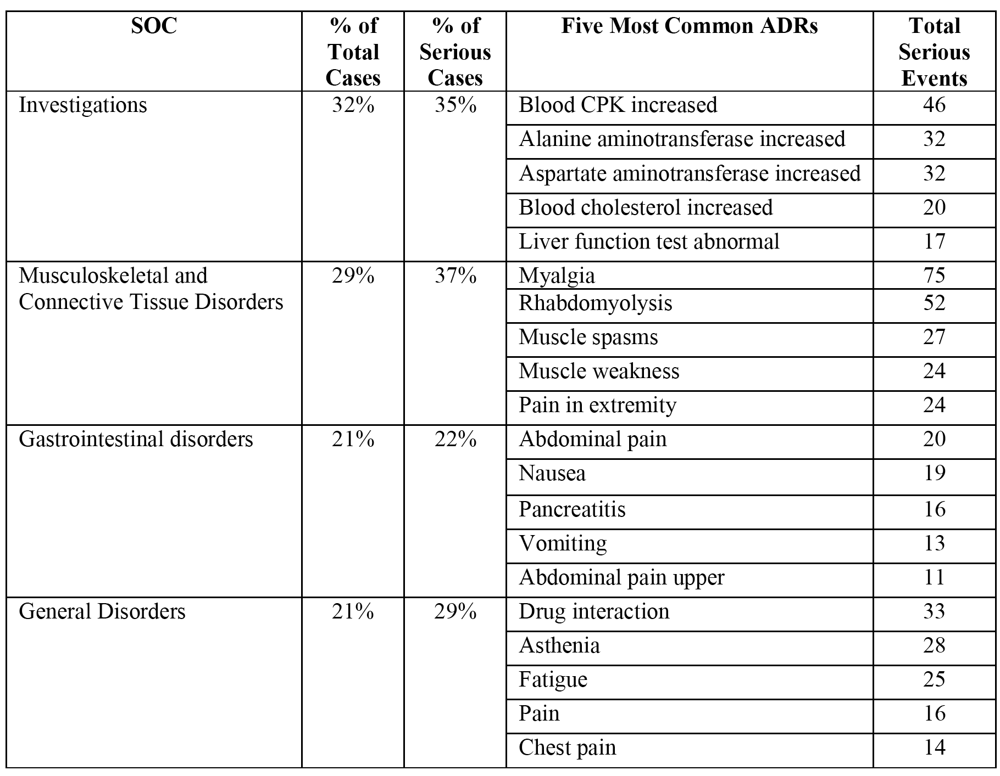 SOC % of % of Five Most Common ADRs Total
Total Serious Serious
Cases Cases Events
Investigations 32% 35% Blood CPK increased 46
Alanine aminotransferase increased 32
Aspartate aminotransferase increased 32
Blood cholesterol increased 20
Liver function test abnormal 17
Musculoskeletal and 29% 37% Myalgia 75
Connective Tissue Disorders Rhabdomyolysis 52
Muscle spasms 27
Muscle weakness 24
Pain in extremity 24
Gastrointestinal disorders 21% 22% Abdominal pain 20
Nausea 19
Pancreatitis 16
Vomiting 13
Abdominal pain upper 11
General Disorders 21% 29% Drug interaction 33
Asthenia 28
Fatigue 25
Pain 16
Chest pain 14